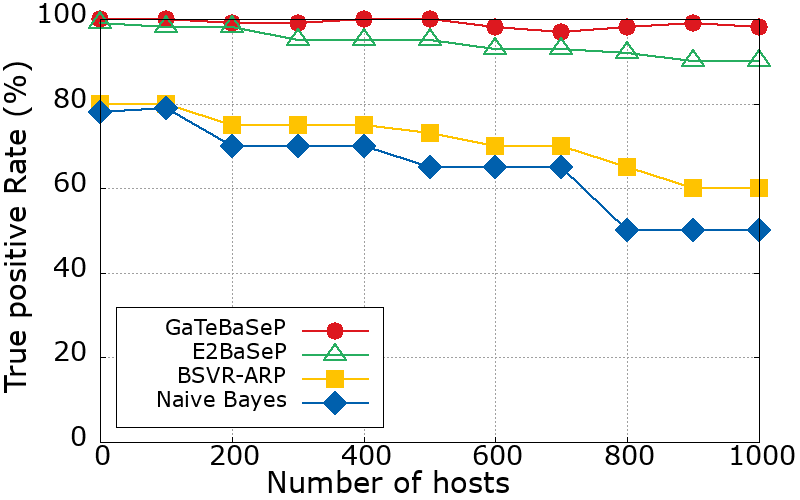 100
80
60
40
20
0
True positive Rate (%)
GaTeBaSeP
E2BaSeP
BSVR-ARP
Naive Bayes
0 200 400 600 800 1000
Number of hosts